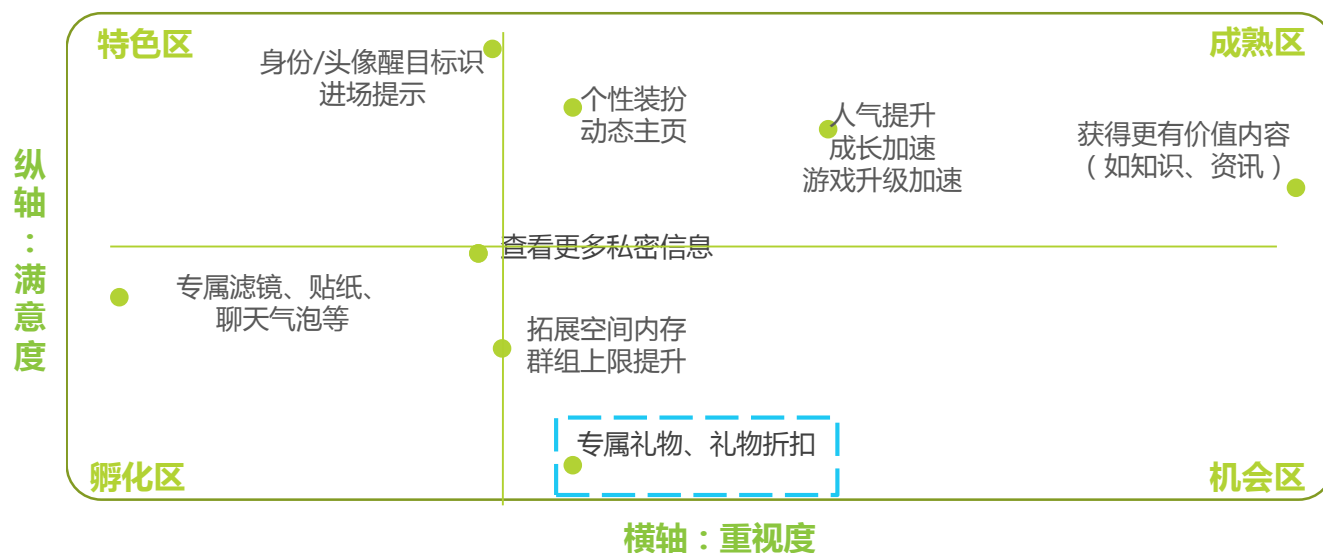 特色区
成熟区
身份/头像醒目标识
进场提示
个性装扮
动态主页
人气提升
成长加速
游戏升级加速
获得更有价值内容
（如知识、资讯）
纵轴：满意度
查看更多私密信息
专属滤镜、贴纸、
聊天气泡等
拓展空间内存
群组上限提升
专属礼物、礼物折扣
孵化区
机会区
横轴：重视度